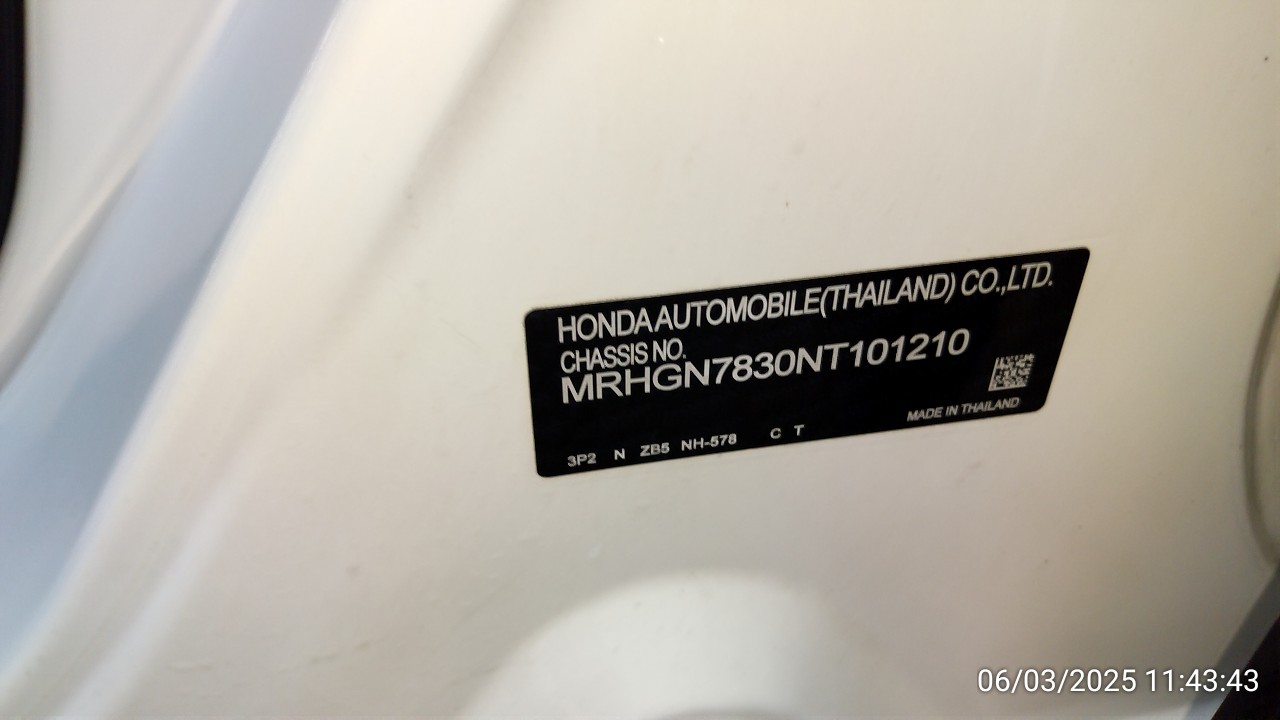 HONDA AUTOMOBILE(THAILAND) CO.,LTD.
CHASSIS NO.
MRHGN7830NT101210
MADE IN THAILAND
3P2 N ZB5 NH-578 C T
06/03/2025 11:43:43